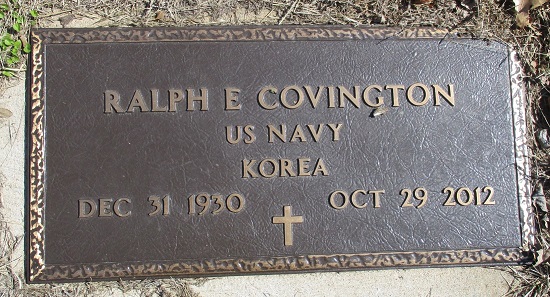 RALPH E COVINGTON
US NAVY
KOREA
DEC 31 1930 OCT 29 2012